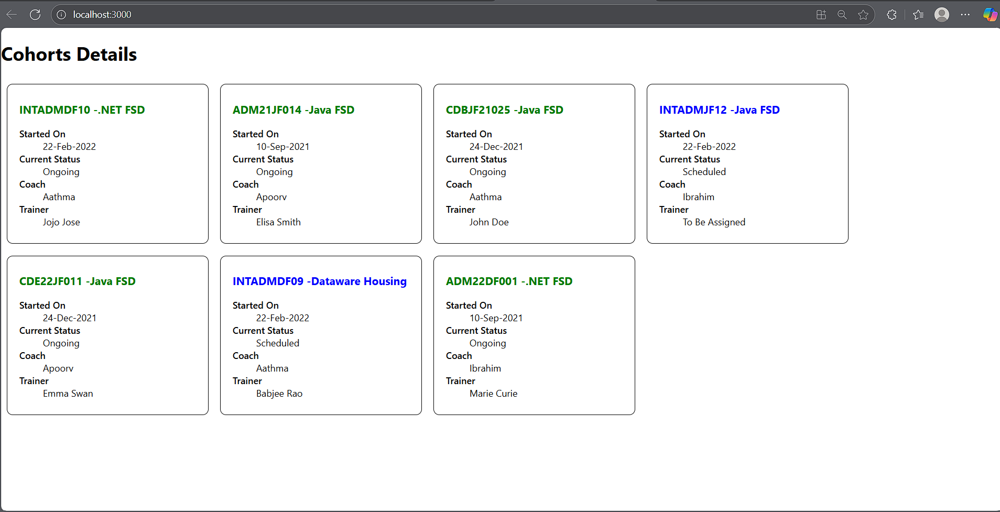 localhost:3000
Cohorts Details
INTADMDF10 -.NET FSD
Started On
22-Feb-2022
Current Status
Ongoing
Coach
Aathma
Trainer
Jojo Jose
ADM21JF014 -Java FSD
Started On
10-Sep-2021
Current Status
Ongoing
Coach
Apoorv
Trainer
Elisa Smith
CDBJF21025 -Java FSD
Started On
24-Dec-2021
Current Status
Ongoing
Coach
Aathma
Trainer
John Doe
INTADMJF12 -Java FSD
Started On
22-Feb-2022
Current Status
Scheduled
Coach
Ibrahim
Trainer
To Be Assigned
CDE22JF011 -Java FSD
Started On
24-Dec-2021
Current Status
Ongoing
Coach
Apoorv
Trainer
Emma Swan
INTADMDF09 -Dataware Housing
Started On
22-Feb-2022
Current Status
Scheduled
Coach
Aathma
Trainer
Babjee Rao
ADM22DF001 -.NET FSD
Started On
10-Sep-2021
Current Status
Ongoing
Coach
Ibrahim
Trainer
Marie Curie